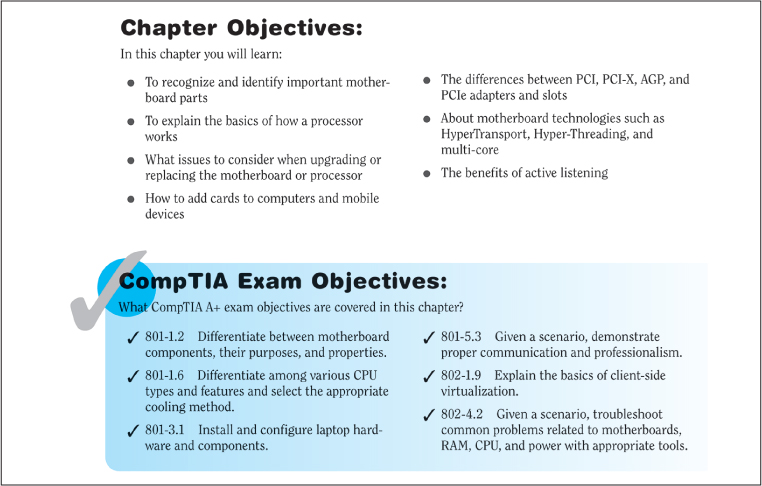 Chapter Objectives:
In this chapter you will learn:
● To recognize and identify important mother-
board parts
● To explain the basics of how a processor
works
● What issues to consider when upgrading or
replacing the motherboard or processor
● How to add cards to computers and mobile
devices
● The differences between PCI, PCI-X, AGP, and
PCIe adapters and slots
● About motherboard technologies such as
HyperTransport, Hyper-Threading, and
multi-core
● The benefits of active listening
CompTIA Exam Objectives:
What CompTIA A+ exam objectives are covered in this chapter?
✓ 801-1.2 Differentiate between motherboard
components, their purposes, and properties.
✓ 801-1.6 Differentiate among various CPU
types and features and select the appropriate
cooling method.
✓ 801-3.1 Install and configure laptop hard-
ware and components.
✓ 801-5.3 Given a scenario, demonstrate
proper communication and professionalism.
✓ 802-1.9 Explain the basics of client-side
virtualization.
✓ 802-4.2 Given a scenario, troubleshoot
common problems related to motherboards,
RAM, CPU, and power with appropriate tools.